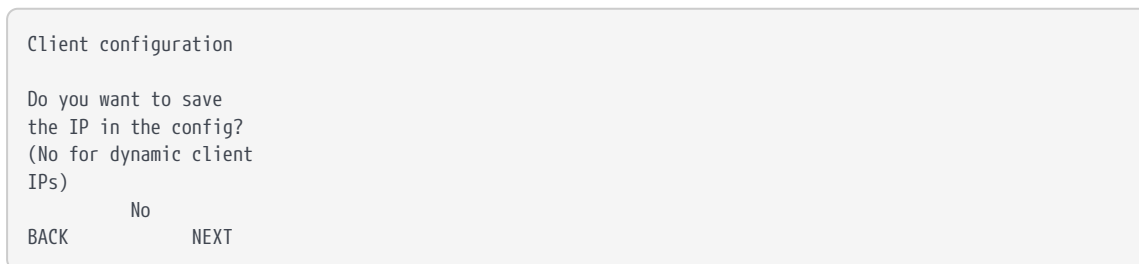 Client configuration
Do you want to save
the IP in the config?
(No for dynamic client
IPs)
No
BACK NEXT